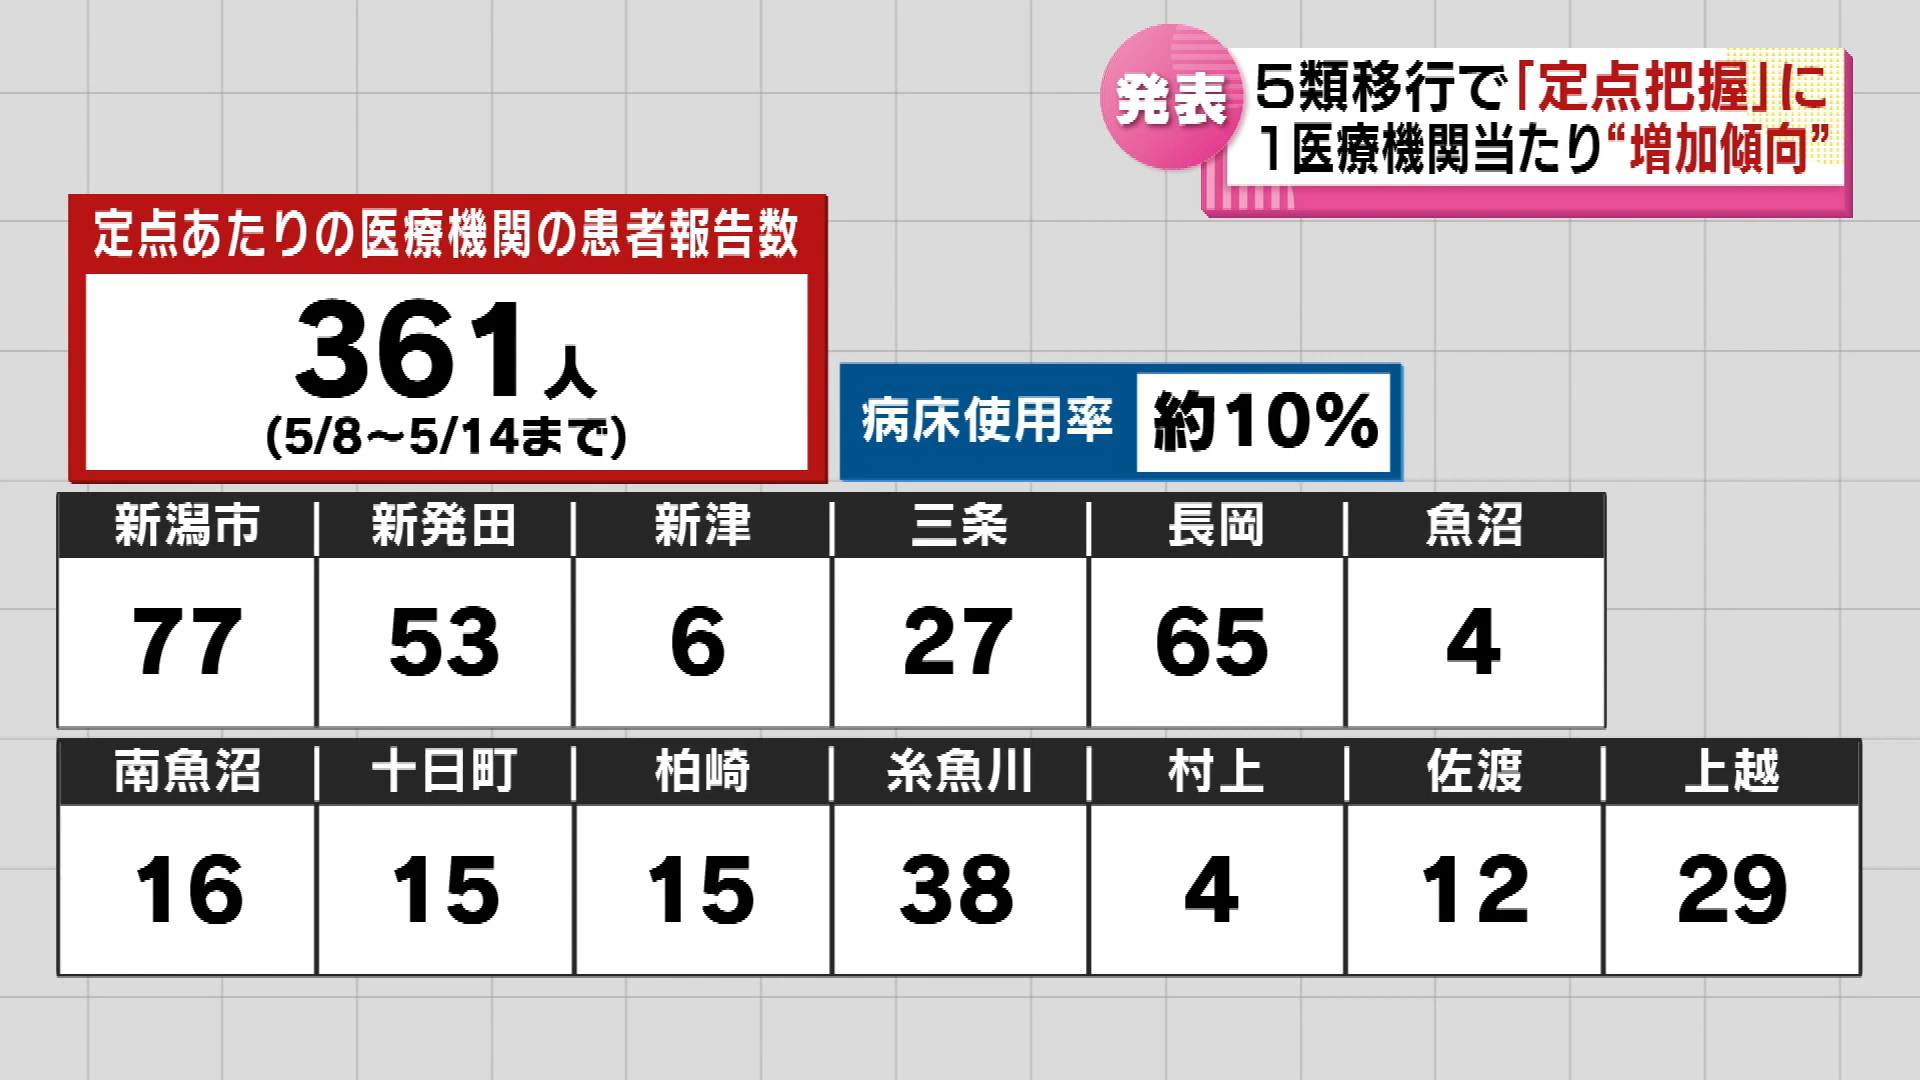 発表
5類移行で「定点把握」に
1医療機関当たり“増加傾向”
定点あたりの医療機関の患者報告数
361人
(5/8～5/14まで)
病床使用率 約10%
新潟市 新発田 新津 三条 長岡 魚沼
77 53 6 27 65 4
南魚沼 十日町 柏崎 糸魚川 村上 佐渡 上越
16 15 15 38 4 12 29